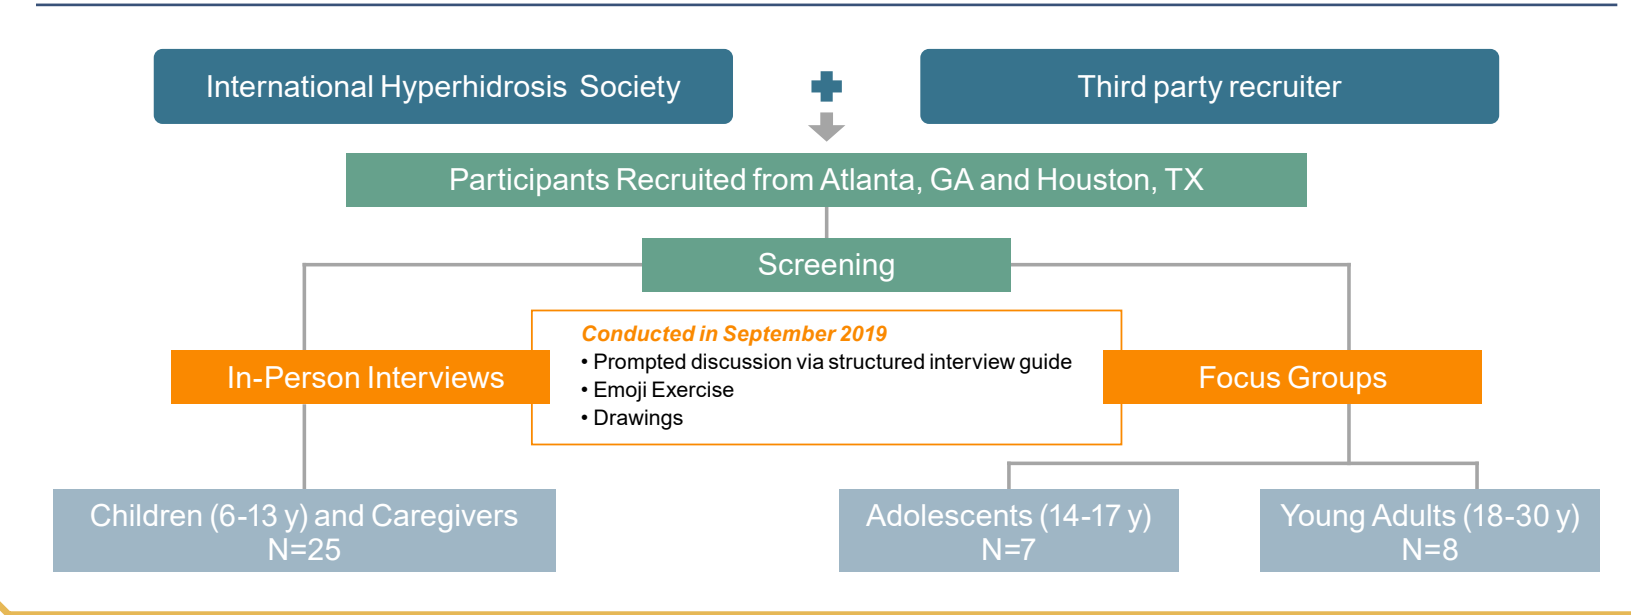 International Hyperhidrosis Society
Third party recruiter
Participants Recruited from Atlanta, GA and Houston, TX
Screening
Conducted in September 2019
• Prompted discussion via structured interview guide
• Emoji Exercise
• Drawings
In-Person Interviews
Focus Groups
Children (6-13 y) and Caregivers
N=25
Adolescents (14-17 y)
N=7
Young Adults (18-30 y)
N=8